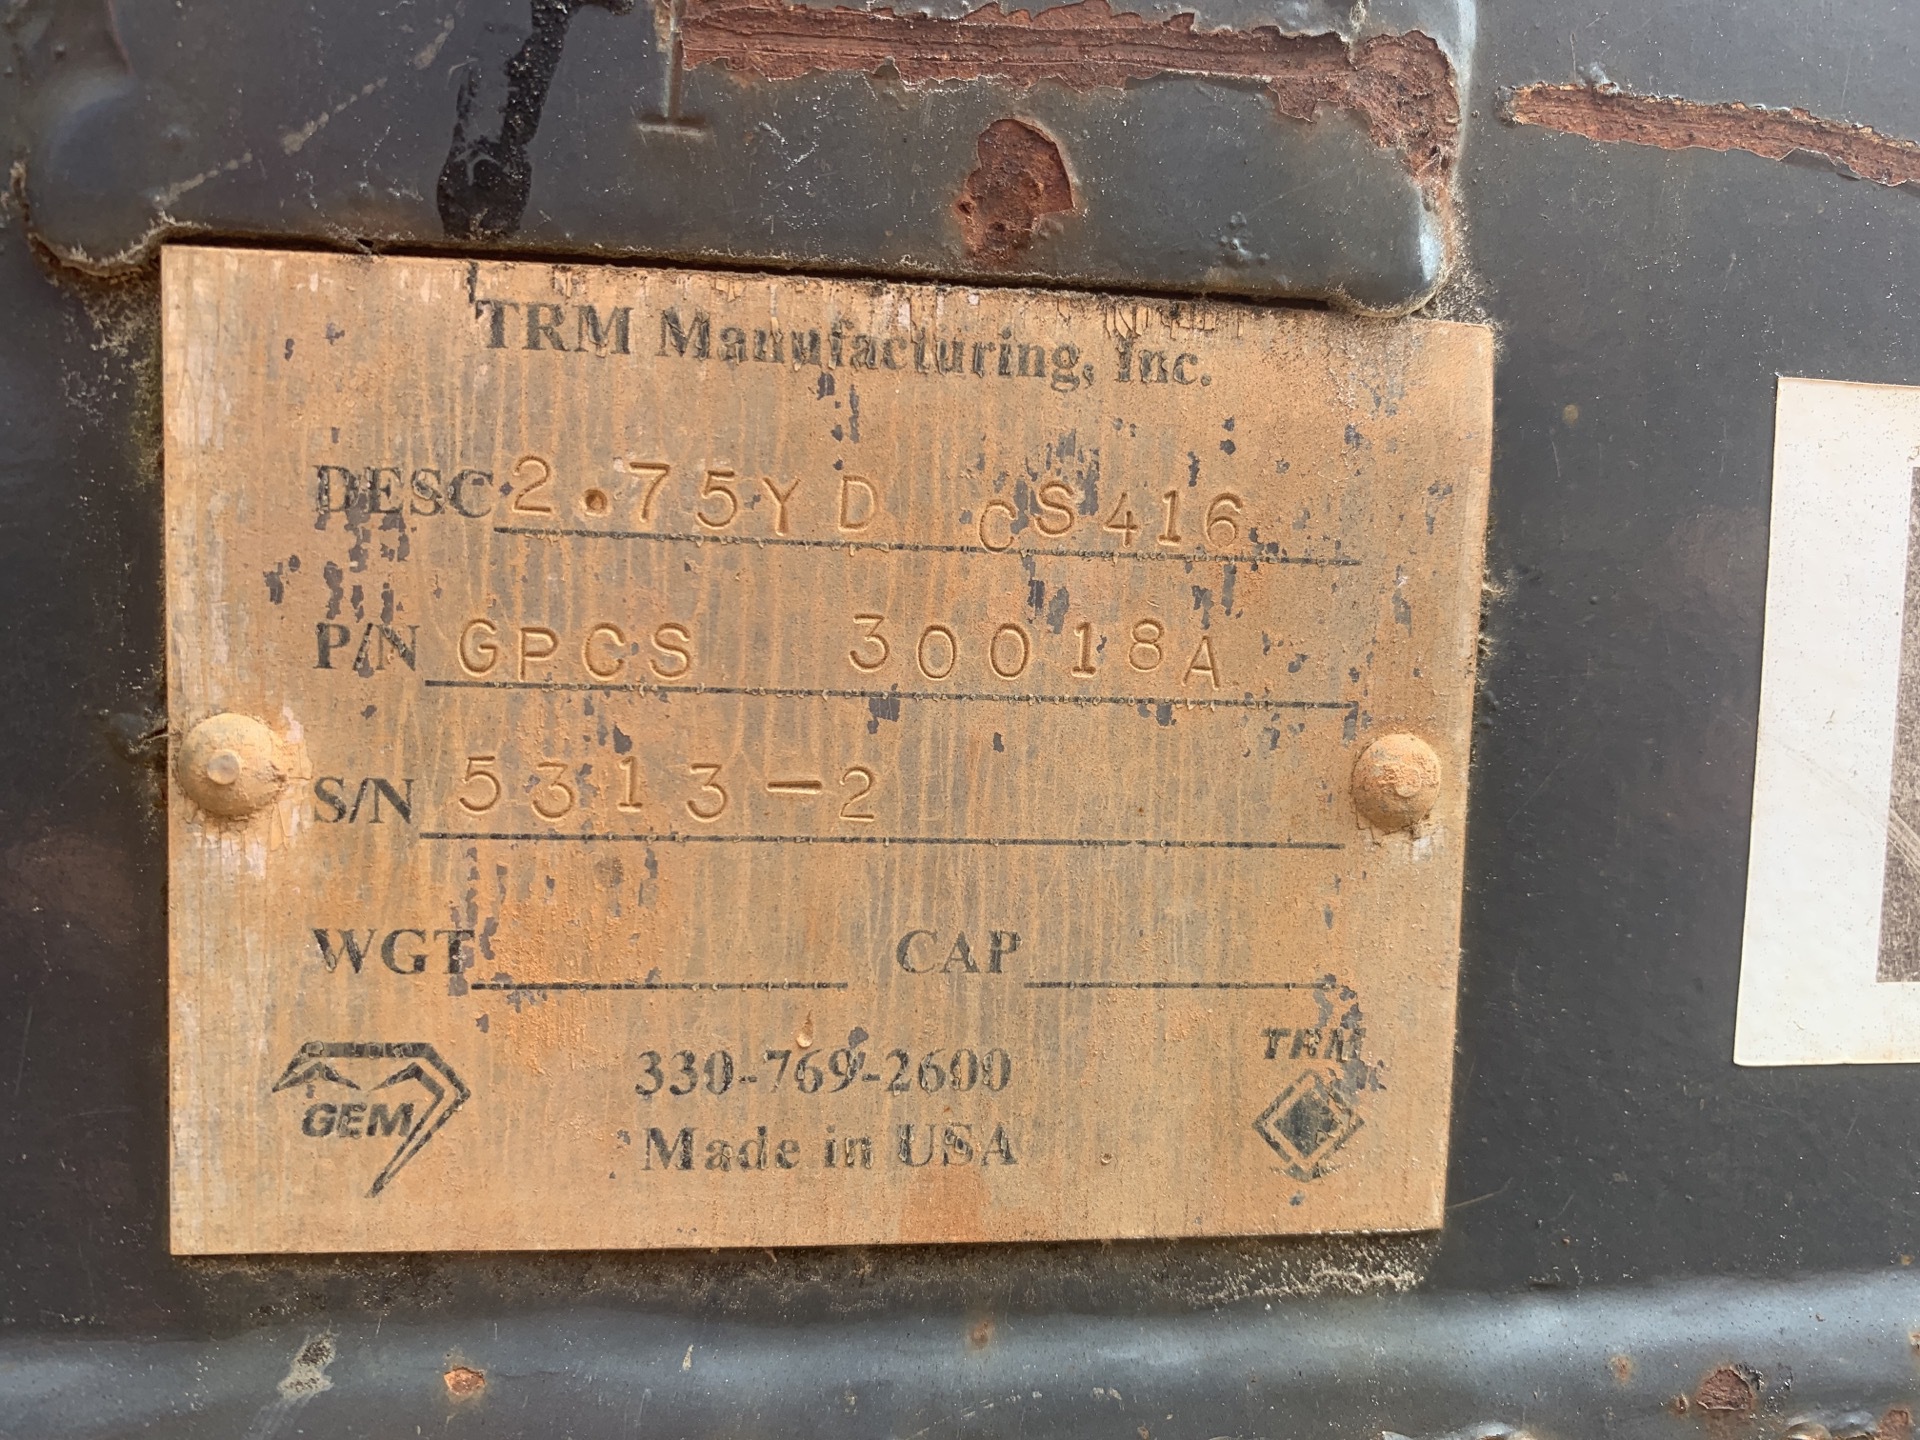 TRM Manufacturing, Inc.
DESC 2.75YD CS416
P/N GPCS 30018A
S/N 5313-2
WGT CAP
GEM
330-769-2600
Made in USA
TRM